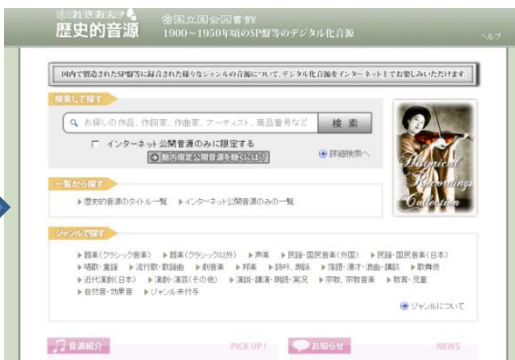 れきおん
歴史的音源
国立国会図書館
1900~1950年頃のSP盤等のデジタル化音源
ヘルプ
国内で製造されたSP盤等に録音された様々なジャンルの音源について、デジタル化音源をインターネット上でお楽しみいただけます
検索して探す
お探しの作品、作詞家、作曲家、アーティスト、商品番号など
検 索
インターネット公開音源のみに限定する
館内限定公開音源を聴くには?
詳細検索へ
Historical
Recordings
Collection
一覧から探す
歴史的音源のタイトル一覧 インターネット公開音源のみの一覧
ジャンルで探す
器楽(クラシック音楽) 器楽(クラシック以外) 声楽 民謡・国民音楽(外国) 民謡・国民音楽(日本)
唱歌・童謡 流行歌・歌謡曲 劇音楽 邦楽 詩吟、朗詠 落語・漫才・浪曲・講談 歌舞伎
近代演劇(日本) 演劇・演芸(その他) 演説・講演・朗読・実況 宗教、宗教音楽 教育・児童
自然音・効果音 ジャンル未付与
ジャンルについて
音源紹介
PICK UP!
お知らせ
NEWS